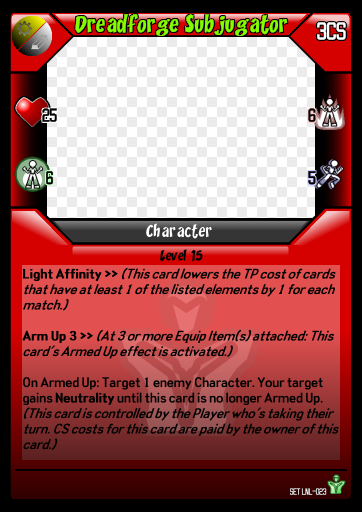 Dreadforge Subjugator
3CS
25
6
6
5
Character
Level 15
Light Affinity >> (This card lowers the TP cost of cards
that have at least 1 of the listed elements by 1 for each
match.)
Arm Up 3 >> (At 3 or more Equip Item(s) attached: This
card's Armed Up effect is activated.)
On Armed Up: Target 1 enemy Character. Your target
gains Neutrality until this card is no longer Armed Up.
(This card is controlled by the Player who's taking their
turn. CS costs for this card are paid by the owner of this
card.)
SET LNL-023